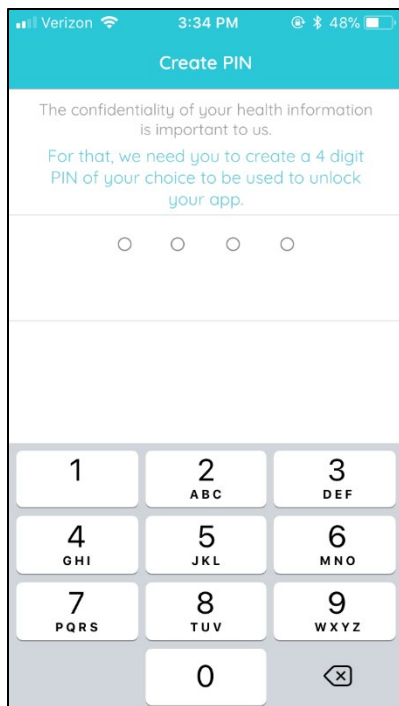 Verizon 3:34 PM 48%
Create PIN
The confidentiality of your health information
is important to us.
For that, we need you to create a 4 digit
PIN of your choice to be used to unlock
your app.
1 2 3
ABC DEF
4 5 6
GHI JKL MNO
7 8 9
PQRS TUV WXYZ
0